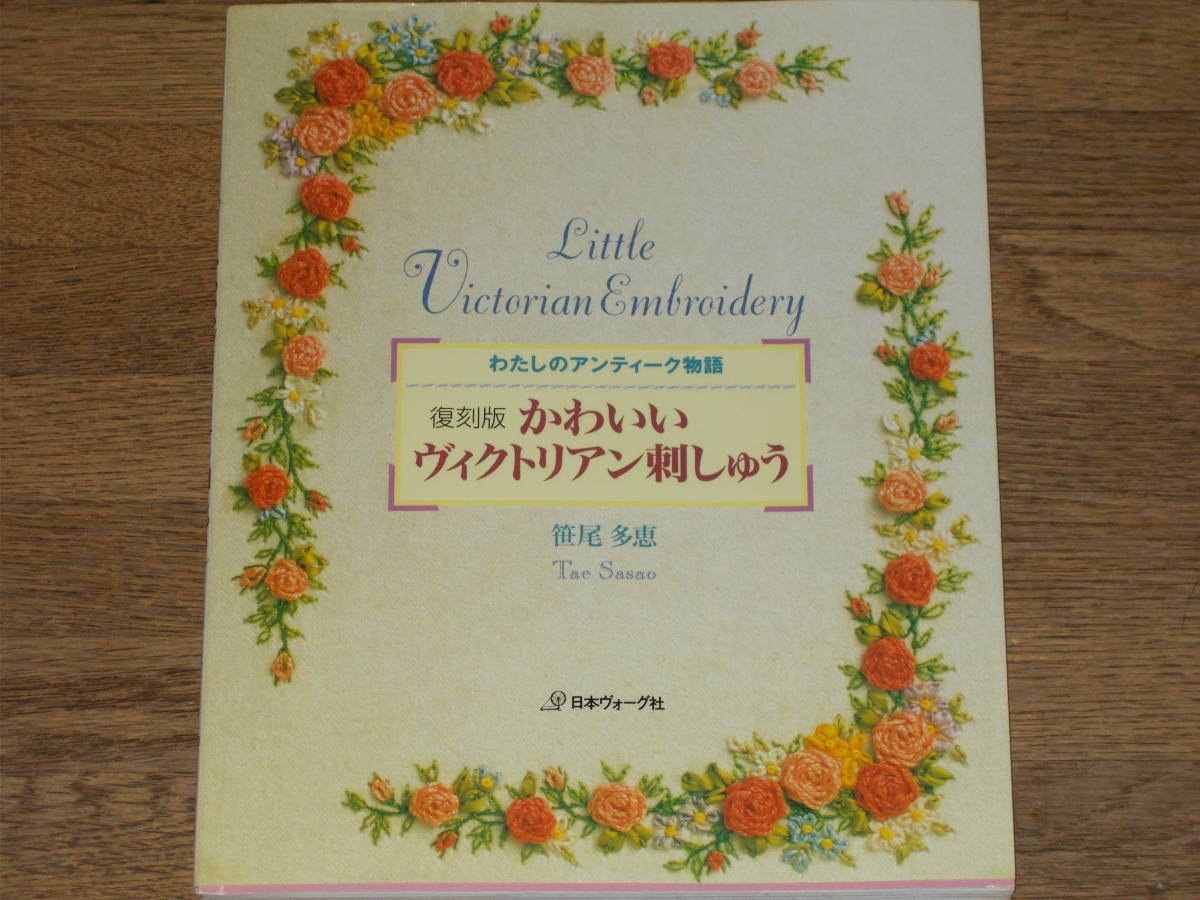 Little
Victorian Embroidery
わたしのアンティーク物語
復刻版 かわいい
ヴィクトリアン刺しゅう
笹尾 多恵
Tae Sasao
日本ヴォーグ社